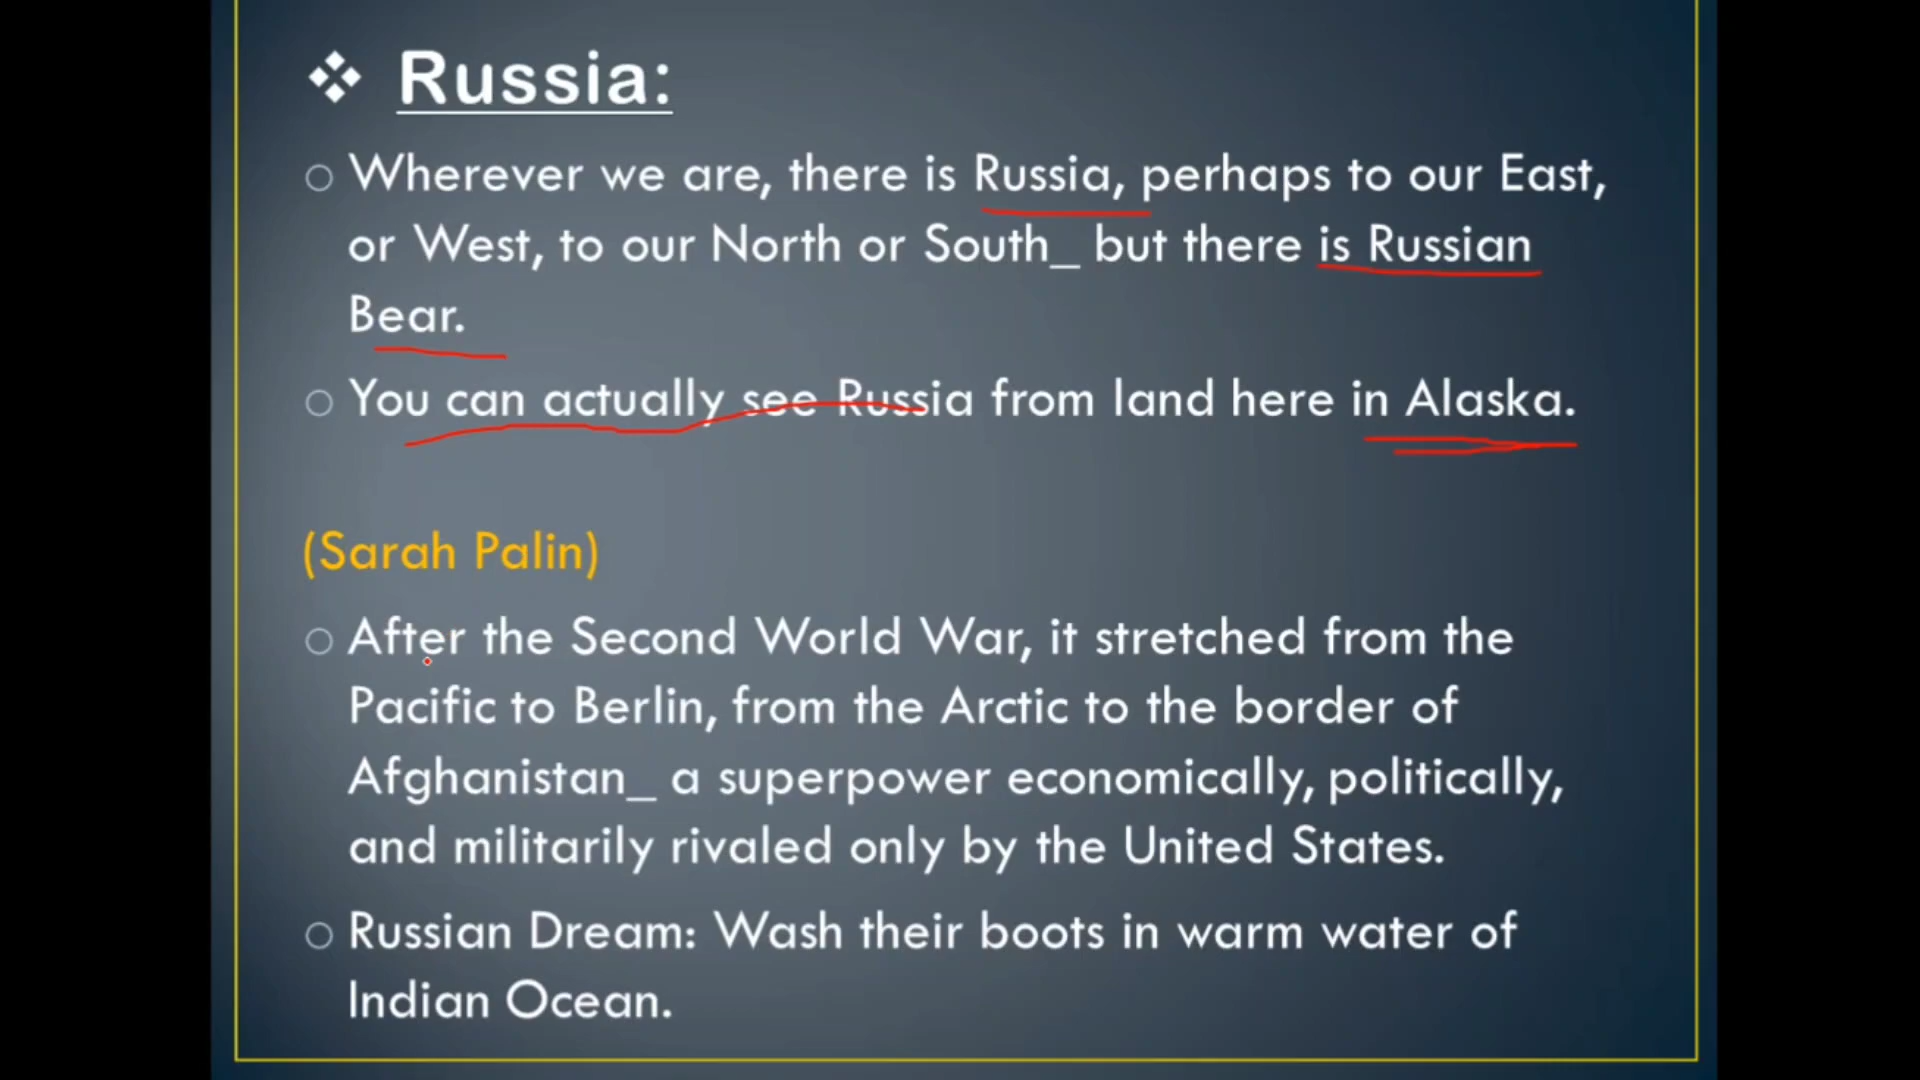 ❖ Russia:
○ Wherever we are, there is Russia, perhaps to our East,
or West, to our North or South_ but there is Russian
Bear.
○ You can actually see Russia from land here in Alaska.
(Sarah Palin)
○ After the Second World War, it stretched from the
Pacific to Berlin, from the Arctic to the border of
Afghanistan_ a superpower economically, politically,
and militarily rivaled only by the United States.
○ Russian Dream: Wash their boots in warm water of
Indian Ocean.